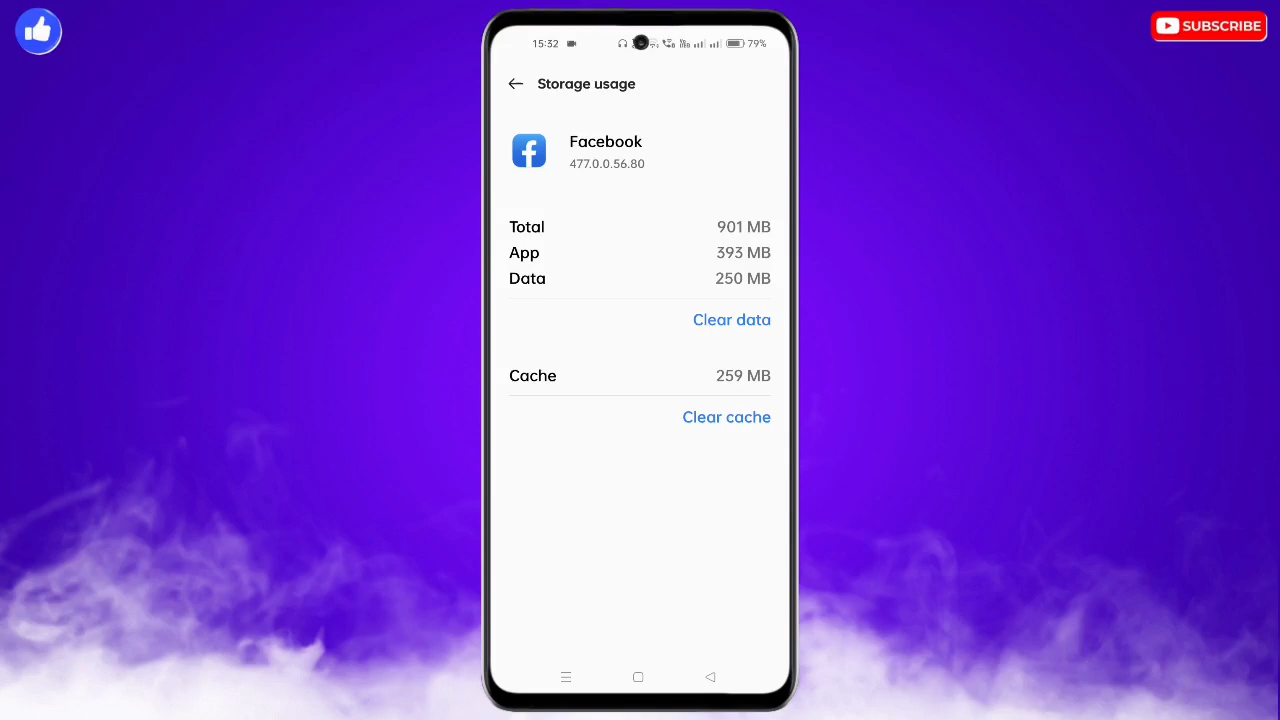 SUBSCRIBE
15:32
79%
Storage usage
Facebook
477.0.0.56.80
Total 901 MB
App 393 MB
Data 250 MB
Clear data
Cache 259 MB
Clear cache